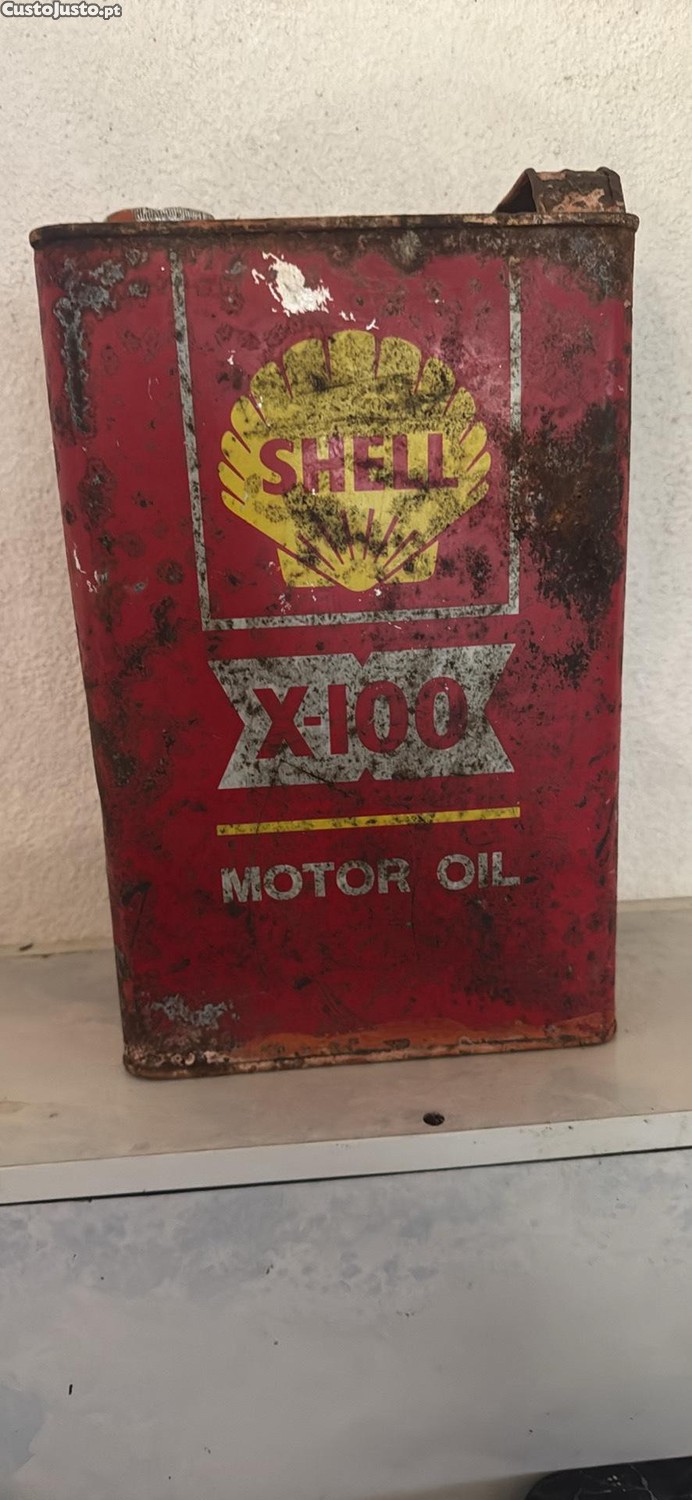 CustoJusto.pt
SHELL
X-100
MOTOR OIL